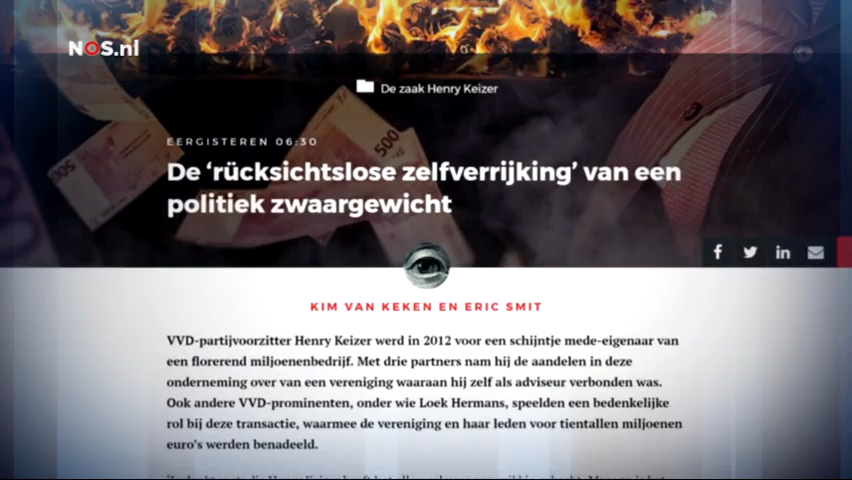 NOS.nl
De zaak Henry Keizer
500
500
EERGISTEREN 06:30
De ‘rücksichtslose zelfverrijking’ van een
politiek zwaargewicht
KIM VAN KEKEN EN ERIC SMIT
VVD-partijvoorzitter Henry Keizer werd in 2012 voor een schijntje mede-eigenaar van
een florerend miljoenenbedrijf. Met drie partners nam hij de aandelen in deze
onderneming over van een vereniging waaraan hij zelf als adviseur verbonden was.
Ook andere VVD-prominenten, onder wie Loek Hermans, speelden een bedenkelijke
rol bij deze transactie, waarmee de vereniging en haar leden voor tientallen miljoenen
euro's werden benadeeld.